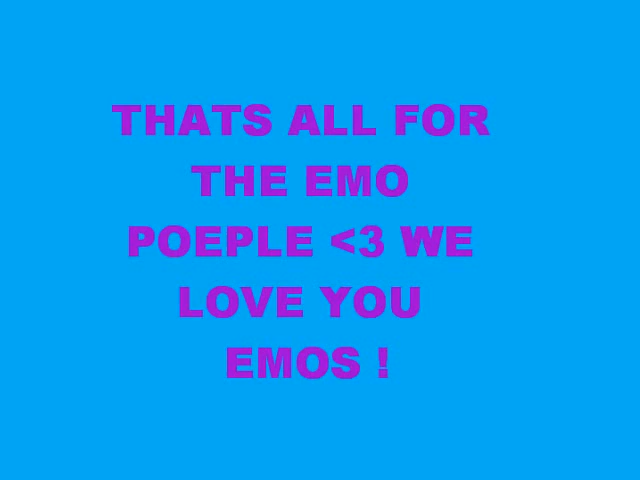 THATS ALL FOR
THE EMO
POEPLE <3 WE
LOVE YOU
EMOS !